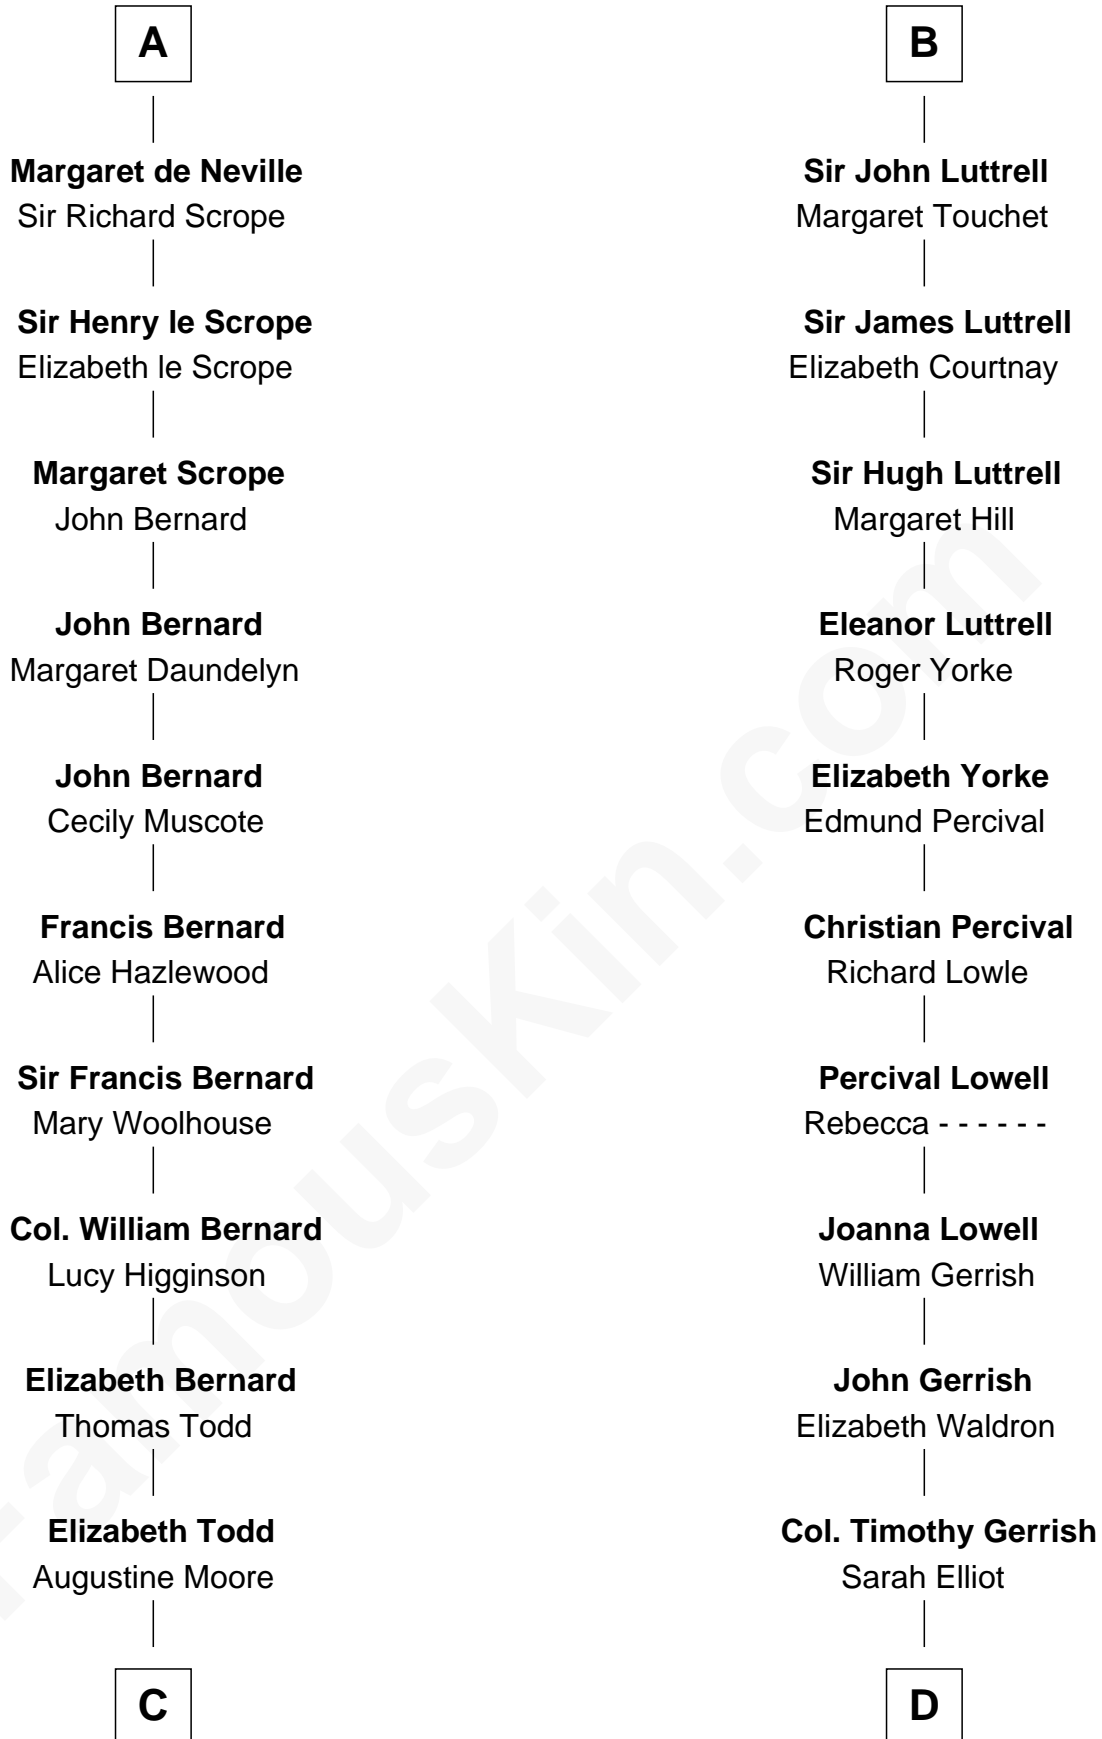 A
Margaret de Neville
Sir Richard Scrope
Sir Henry le Scrope
Elizabeth le Scrope
Margaret Scrope
John Bernard
John Bernard
Margaret Daundelyn
John Bernard
Cecily Muscote
Francis Bernard
Alice Hazlewood
Sir Francis Bernard
Mary Woolhouse
Col. William Bernard
Lucy Higginson
Elizabeth Bernard
Thomas Todd
Elizabeth Todd
Augustine Moore
C
B
Sir John Luttrell
Margaret Touchet
Sir James Luttrell
Elizabeth Courtnay
Sir Hugh Luttrell
Margaret Hill
Eleanor Luttrell
Roger Yorke
Elizabeth Yorke
Edmund Percival
Christian Percival
Richard Lowle
Percival Lowell
Rebecca - - - - - -
Joanna Lowell
William Gerrish
John Gerrish
Elizabeth Waldron
Col. Timothy Gerrish
Sarah Elliot
D
FamousKin.com